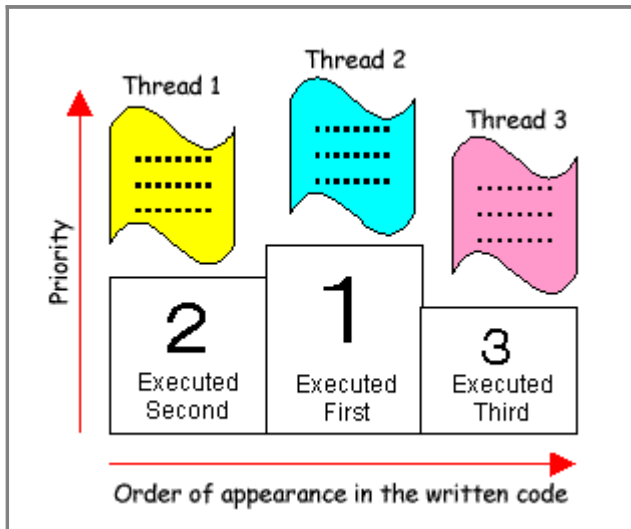 Thread 1
Thread 2
Thread 3
Priority
2
Executed
Second
1
Executed
First
3
Executed
Third
Order of appearance in the written code